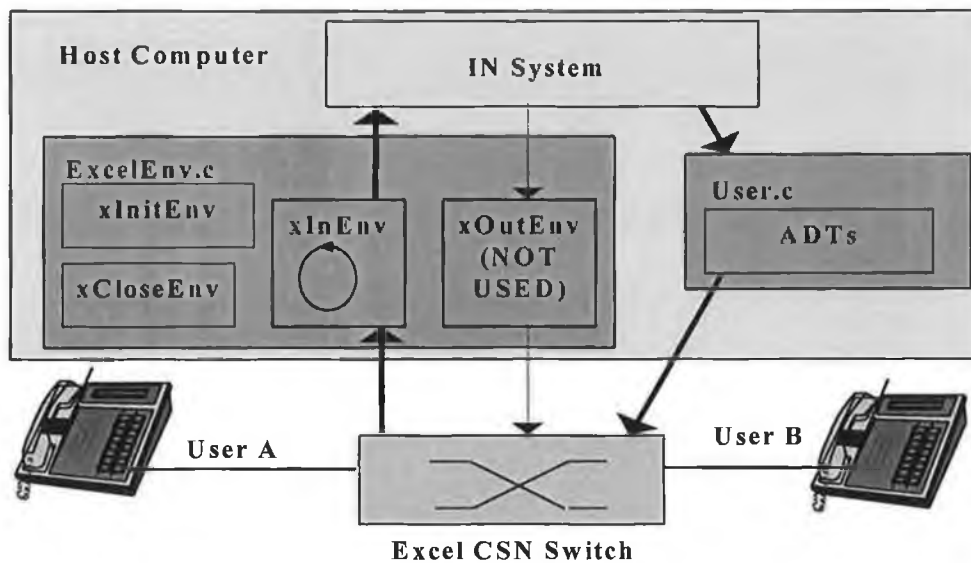 Host Computer
IN System
ExcelEnv.c
xInitEnv
xCloseEnv
xInEnv
xOutEnv
(NOT
USED)
User.c
ADTs
User A
User B
Excel CSN Switch